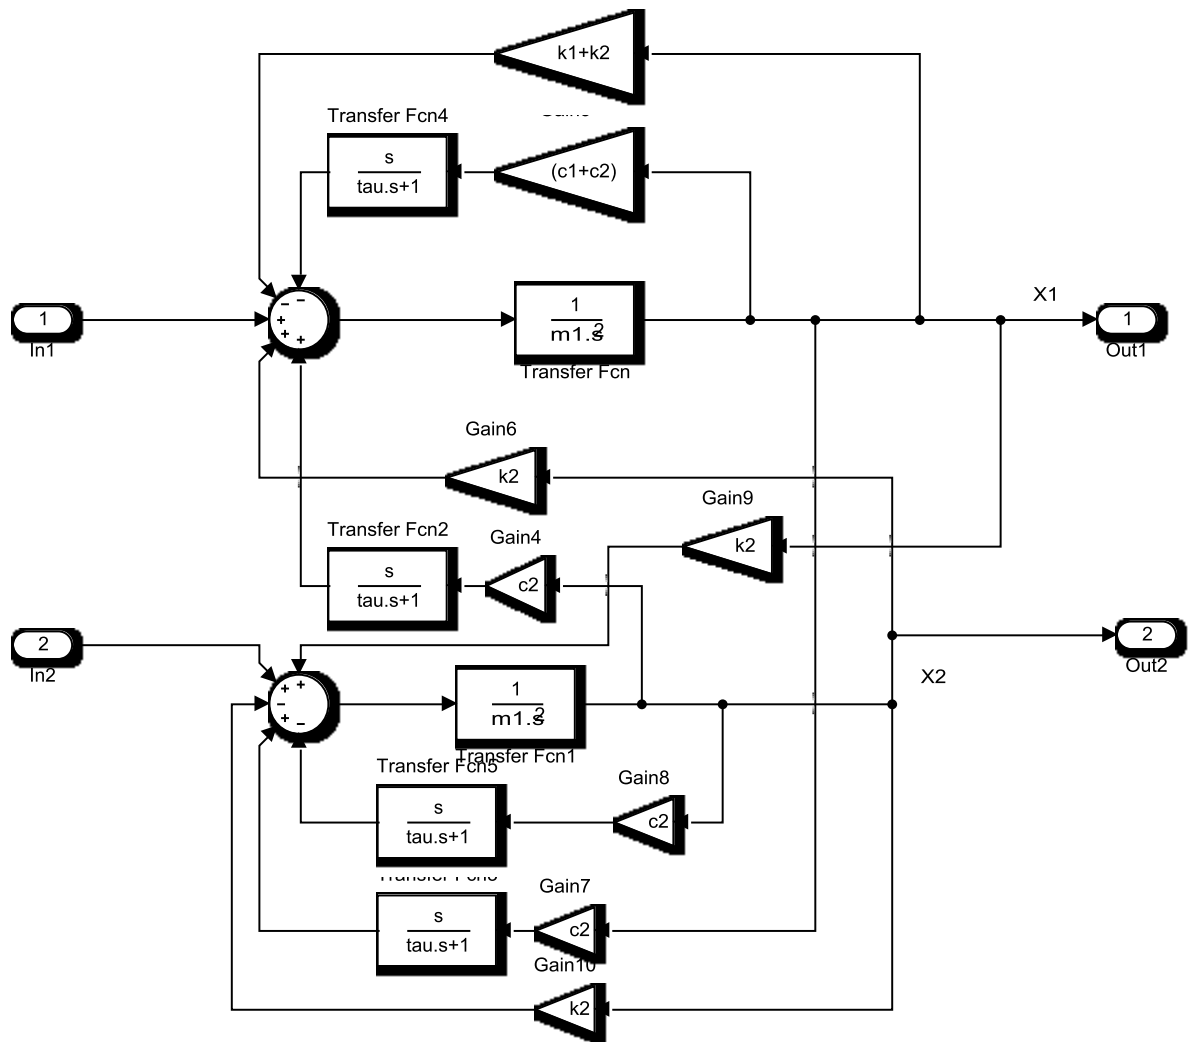 k1+k2
Transfer Fcn4
s
tau.s+1
(c1+c2)
1
In1
−
−
+
+
+
1
m1.s2
Transfer Fcn
X1
1
Out1
Gain6
k2
Gain9
k2
Transfer Fcn2
s
tau.s+1
Gain4
c2
2
In2
+
+
−
+
−
1
m1.s2
Transfer Fcn1
X2
2
Out2
Transfer Fcn5
s
tau.s+1
Gain8
c2
s
tau.s+1
Gain7
c2
Gain10
k2